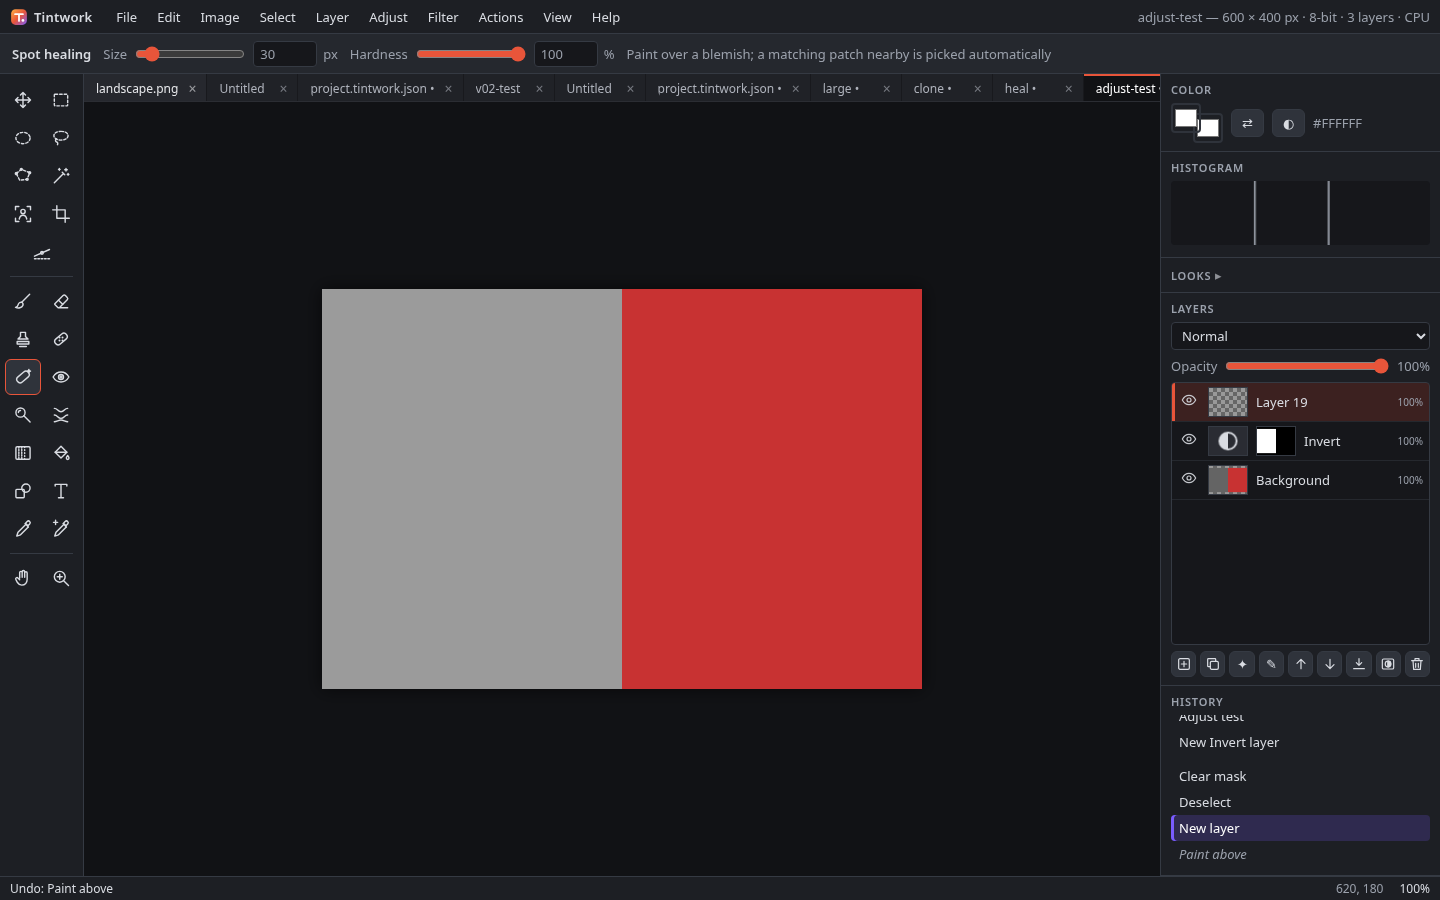 Tintwork File Edit Image Select Layer Adjust Filter Actions View Help adjust-test — 600 × 400 px · 8-bit · 3 layers · CPU
Spot healing Size 30 px Hardness 100 % Paint over a blemish; a matching patch nearby is picked automatically
landscape.png × Untitled × project.tintwork.json • × v02-test × Untitled × project.tintwork.json • × large • × clone • × heal • × adjust-test
COLOR
#FFFFFF
HISTOGRAM
LOOKS ▸
LAYERS
Normal
Opacity 100%
Layer 19 100%
Invert 100%
Background 100%
HISTORY
Adjust test
New Invert layer
Clear mask
Deselect
New layer
Paint above
Undo: Paint above 620, 180 100%